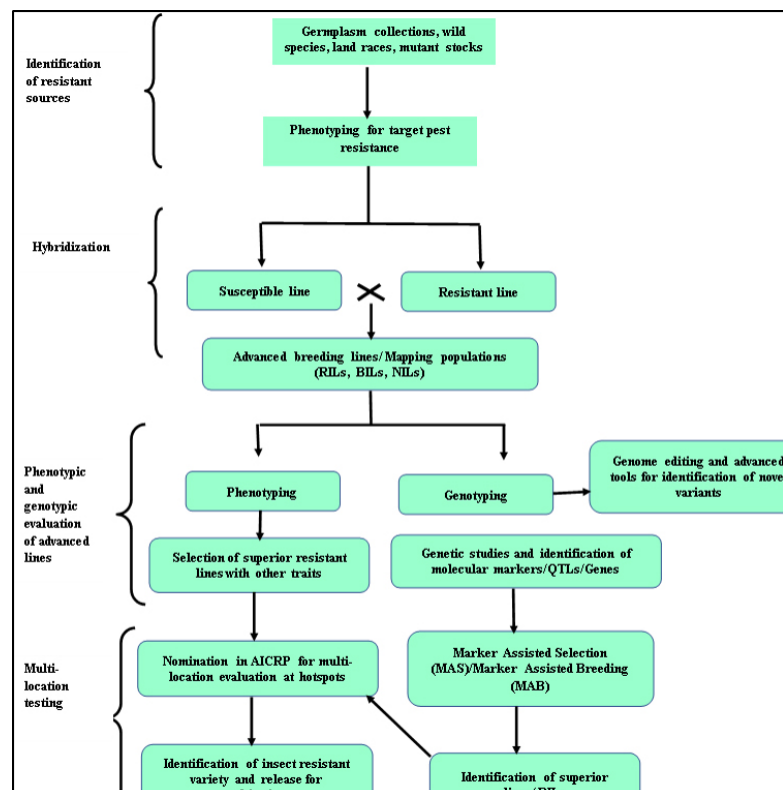 Germplasm collections, wild
species, land races, mutant stocks
Identification
of resistant
sources
Phenotyping for target pest
resistance
Hybridization
Susceptible line
Resistant line
Advanced breeding lines/ Mapping populations
(RILs, BILs, NILs)
Phenotypic
and
genotypic
evaluation
of advanced
lines
Phenotyping
Genotyping
Genome editing and advanced
tools for identification of nove
variants
Selection of superior resistant
lines with other traits
Genetic studies and identification of
molecular markers/QTLs/Genes
Multi-
location
testing
Nomination in AICRP for multi-
location evaluation at hotspots
Marker Assisted Selection
(MAS)/Marker Assisted Breeding
(MAB)
Identification of insect resistant
variety and release for
Identification of superior